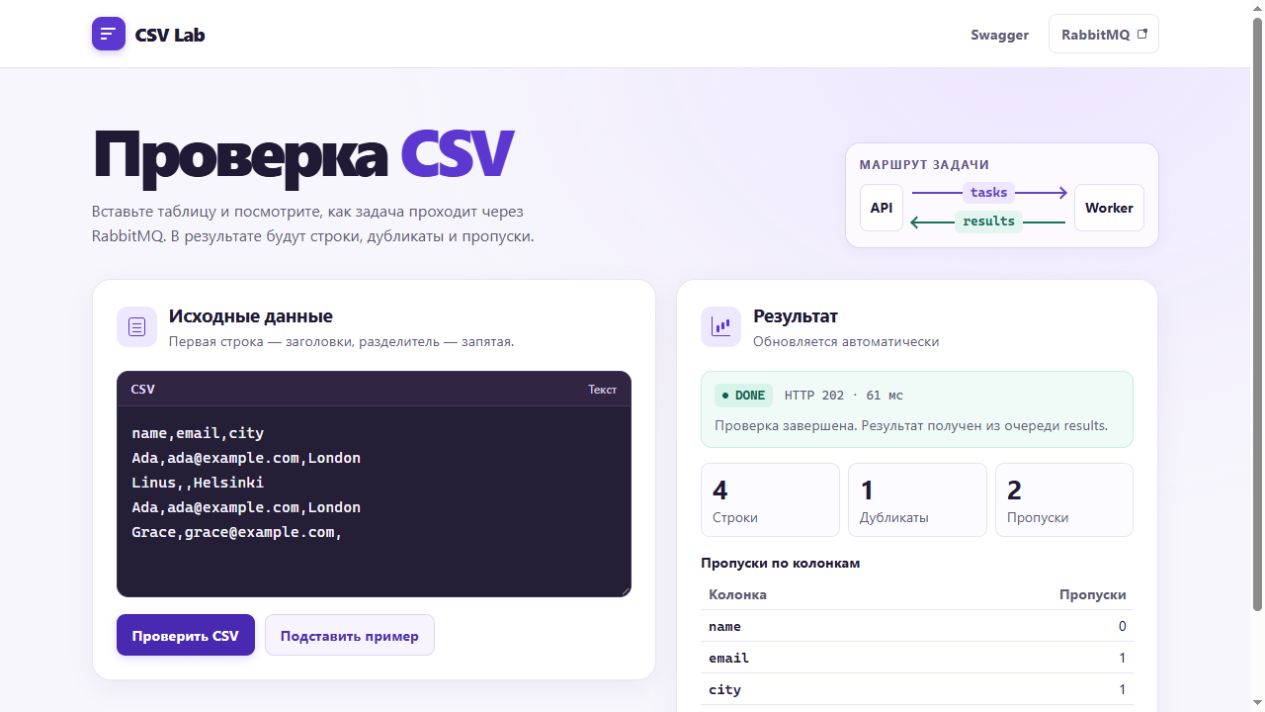 CSV Lab
Swagger
RabbitMQ
Проверка CSV
Вставьте таблицу и посмотрите, как задача проходит через
RabbitMQ. В результате будут строки, дубликаты и пропуски.
МАРШРУТ ЗАДАЧИ
API
tasks
results
Worker
Исходные данные
Первая строка — заголовки, разделитель — запятая.
CSV
Текст
name,email,city
Ada,ada@example.com,London
Linus,,Helsinki
Ada,ada@example.com,London
Grace,grace@example.com,
Проверить CSV
Подставить пример
Результат
Обновляется автоматически
DONE HTTP 202 · 61 мс
Проверка завершена. Результат получен из очереди results.
4
Строки
1
Дубликаты
2
Пропуски
Пропуски по колонкам
Колонка Пропуски
name 0
email 1
city 1